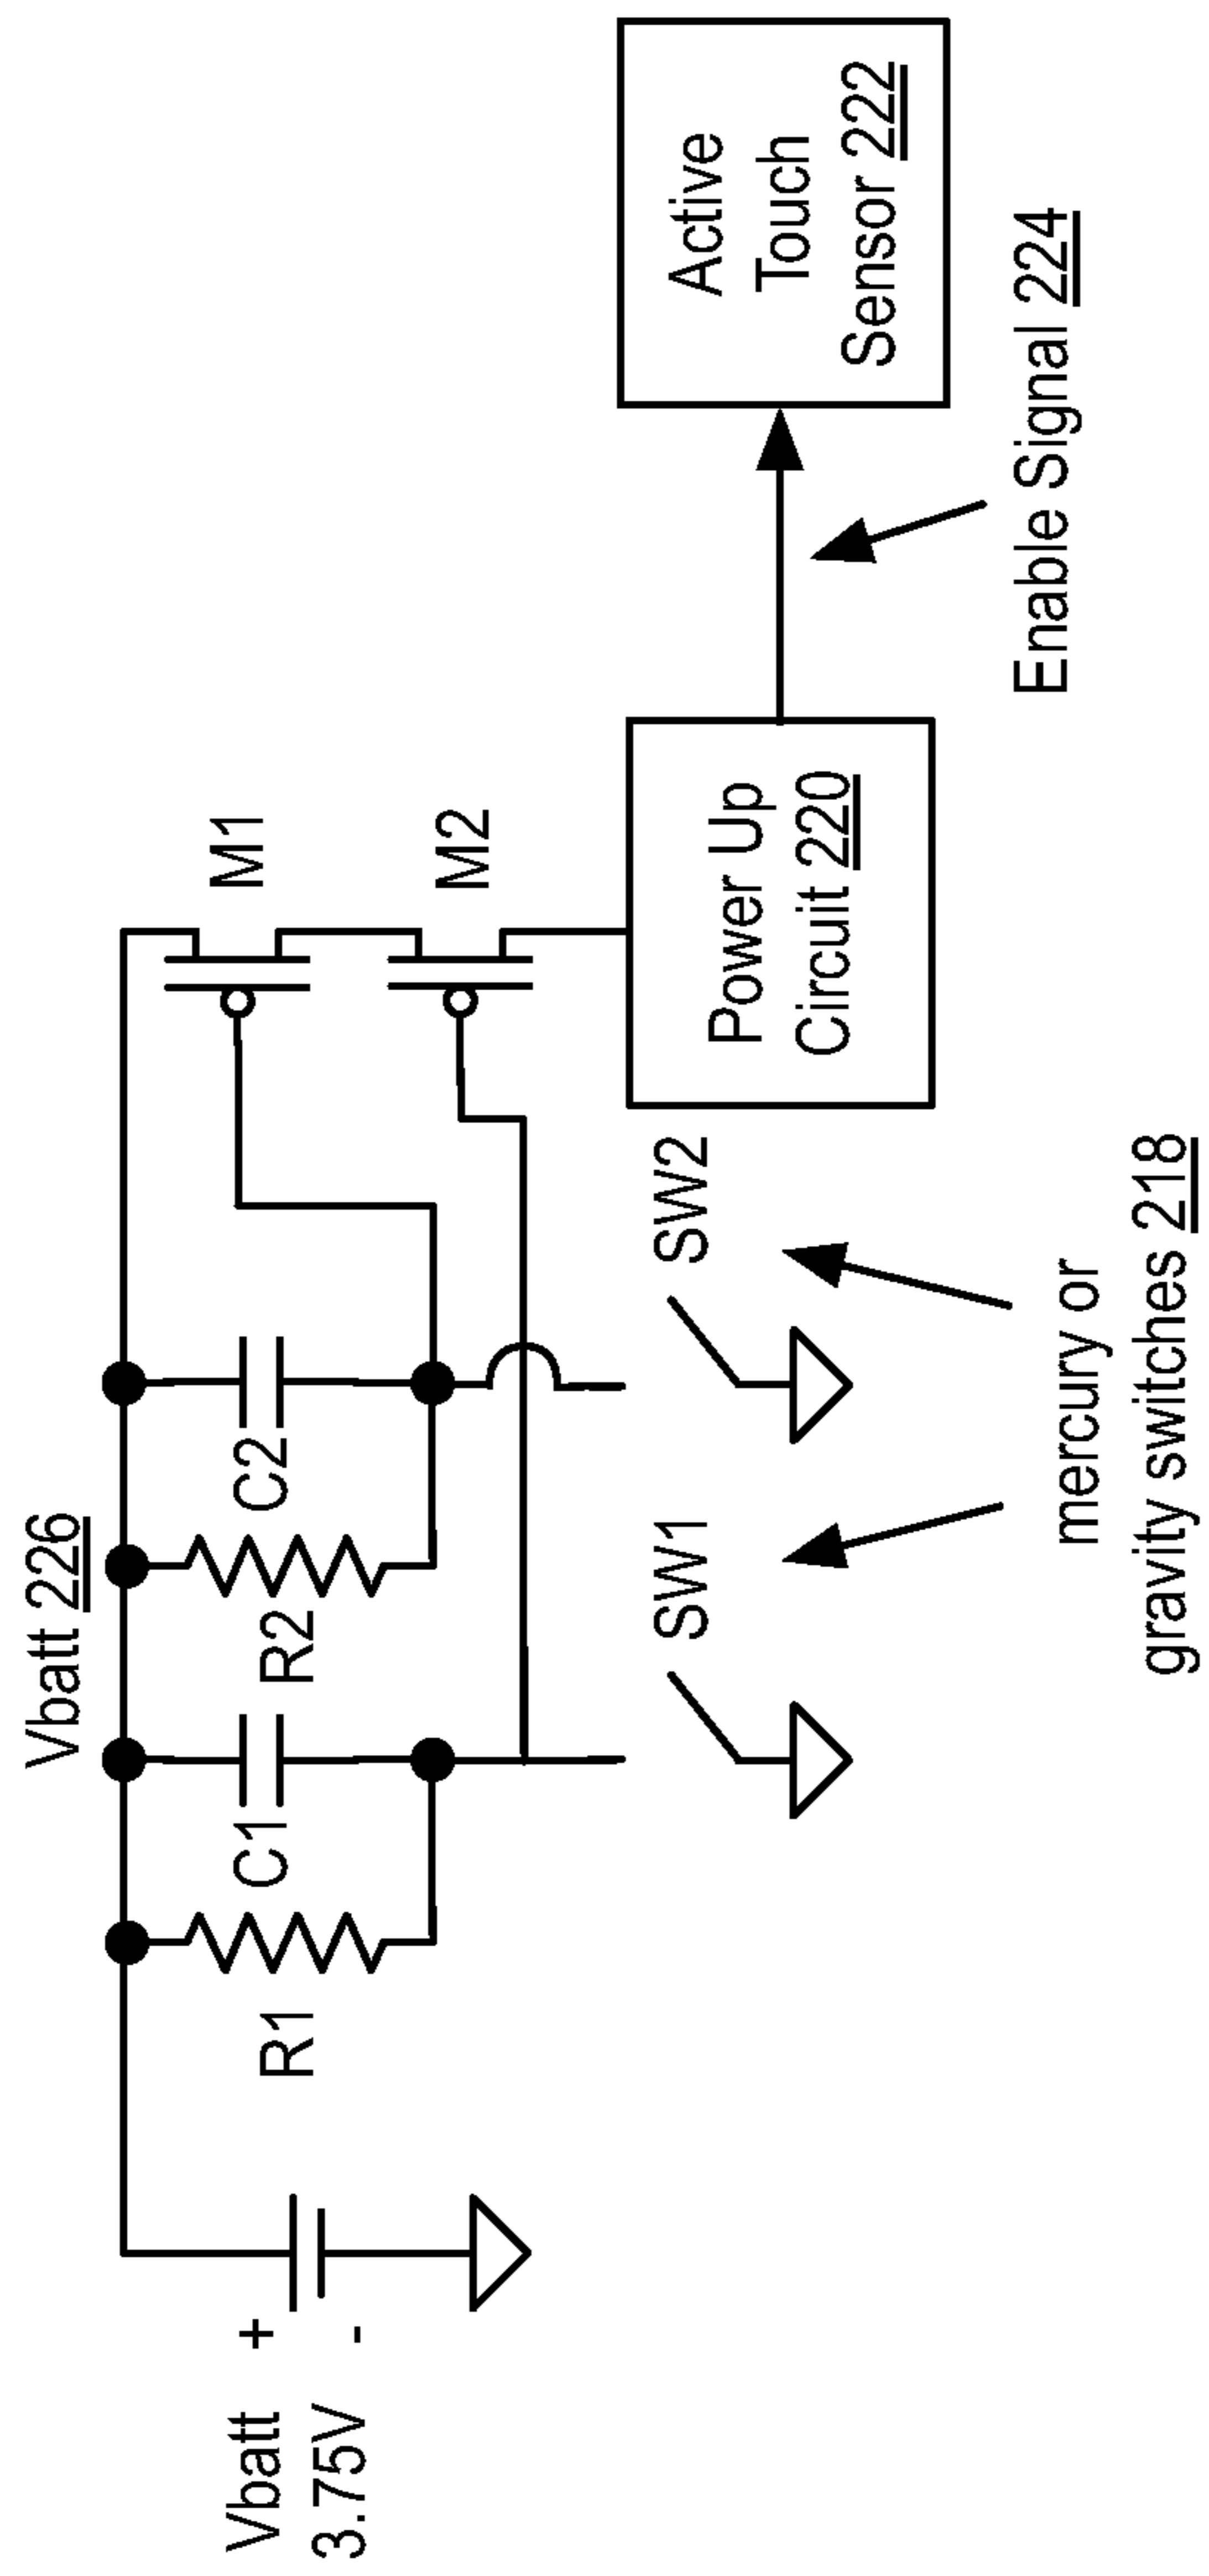 Vbatt 226
Vbatt
3.75V
+
-
R1
C1
R2
C2
M1
M2
SW1
SW2
Power Up
Circuit 220
Active
Touch
Sensor 222
Enable Signal 224
mercury or
gravity switches 218